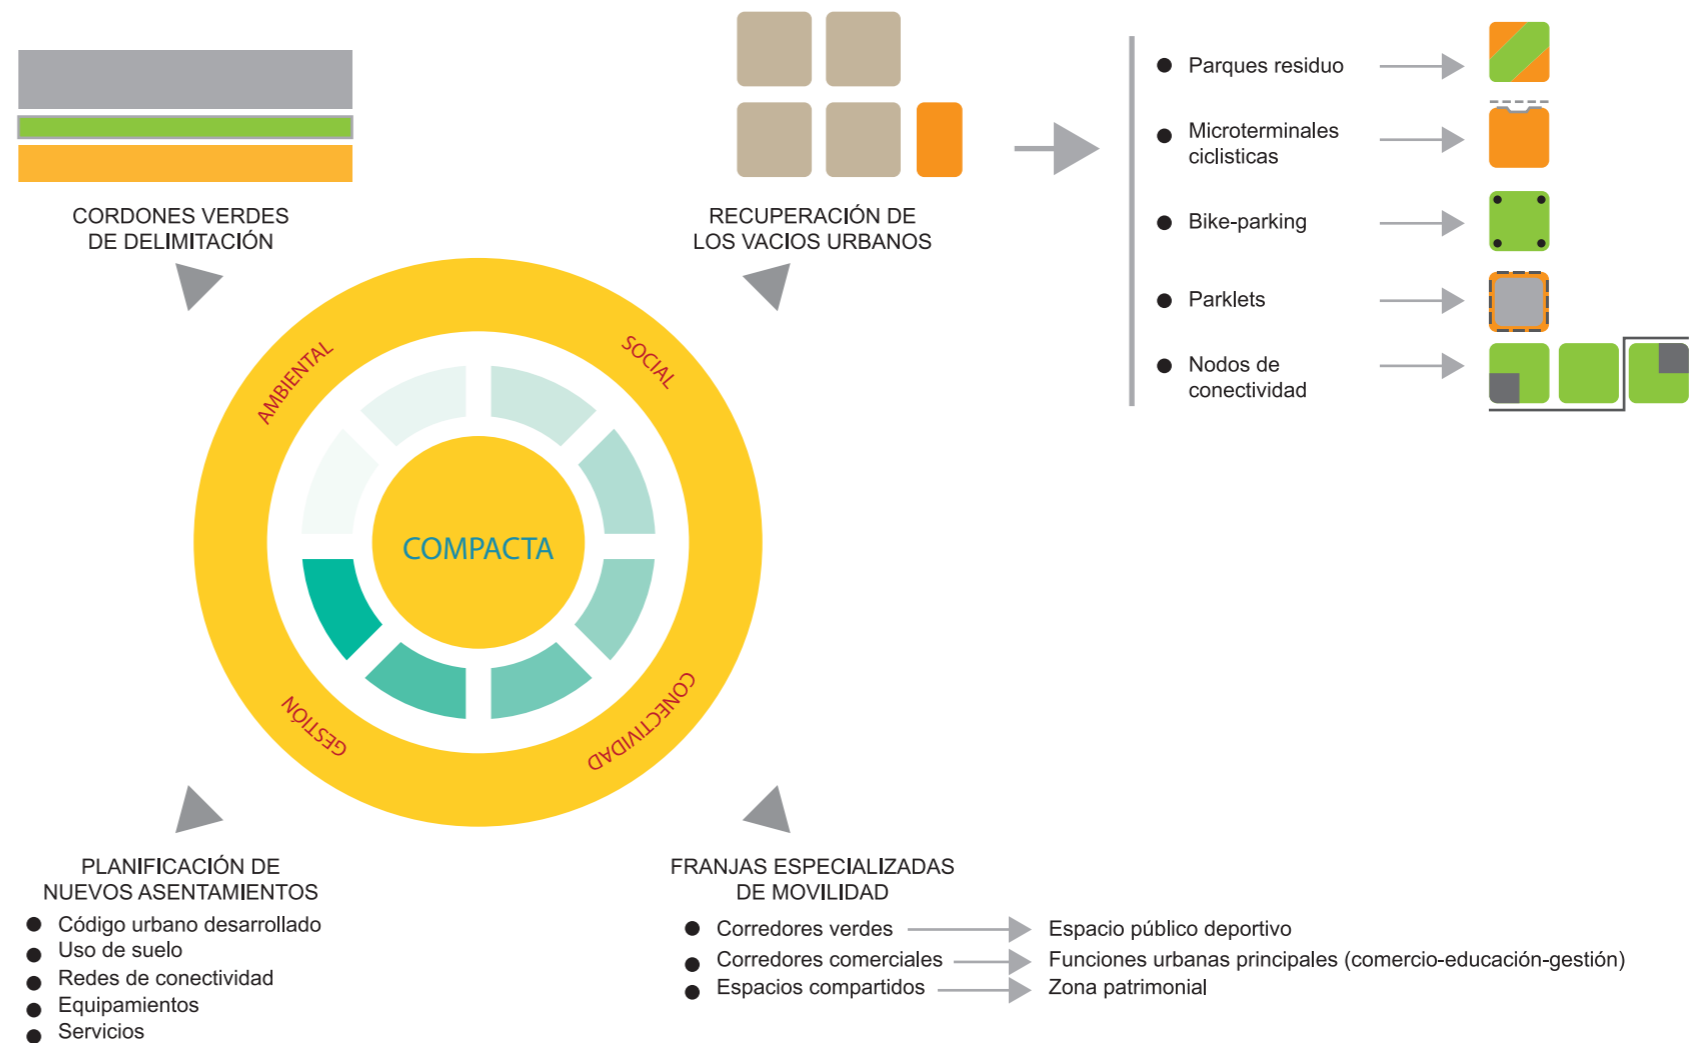 CORDONES VERDES
DE DELIMITACIÓN
RECUPERACIÓN DE
LOS VACIOS URBANOS
Parques residuo
Microterminales
ciclisticas
Bike-parking
Parklets
Nodos de
conectividad
AMBIENTAL
SOCIAL
COMPACTA
GESTIÓN
CONECTIVIDAD
PLANIFICACIÓN DE
NUEVOS ASENTAMIENTOS
Código urbano desarrollado
Uso de suelo
Redes de conectividad
Equipamientos
Servicios
FRANJAS ESPECIALIZADAS
DE MOVILIDAD
Corredores verdes
Espacio público deportivo
Corredores comerciales
Funciones urbanas principales (comercio-educación-gestión)
Espacios compartidos
Zona patrimonial